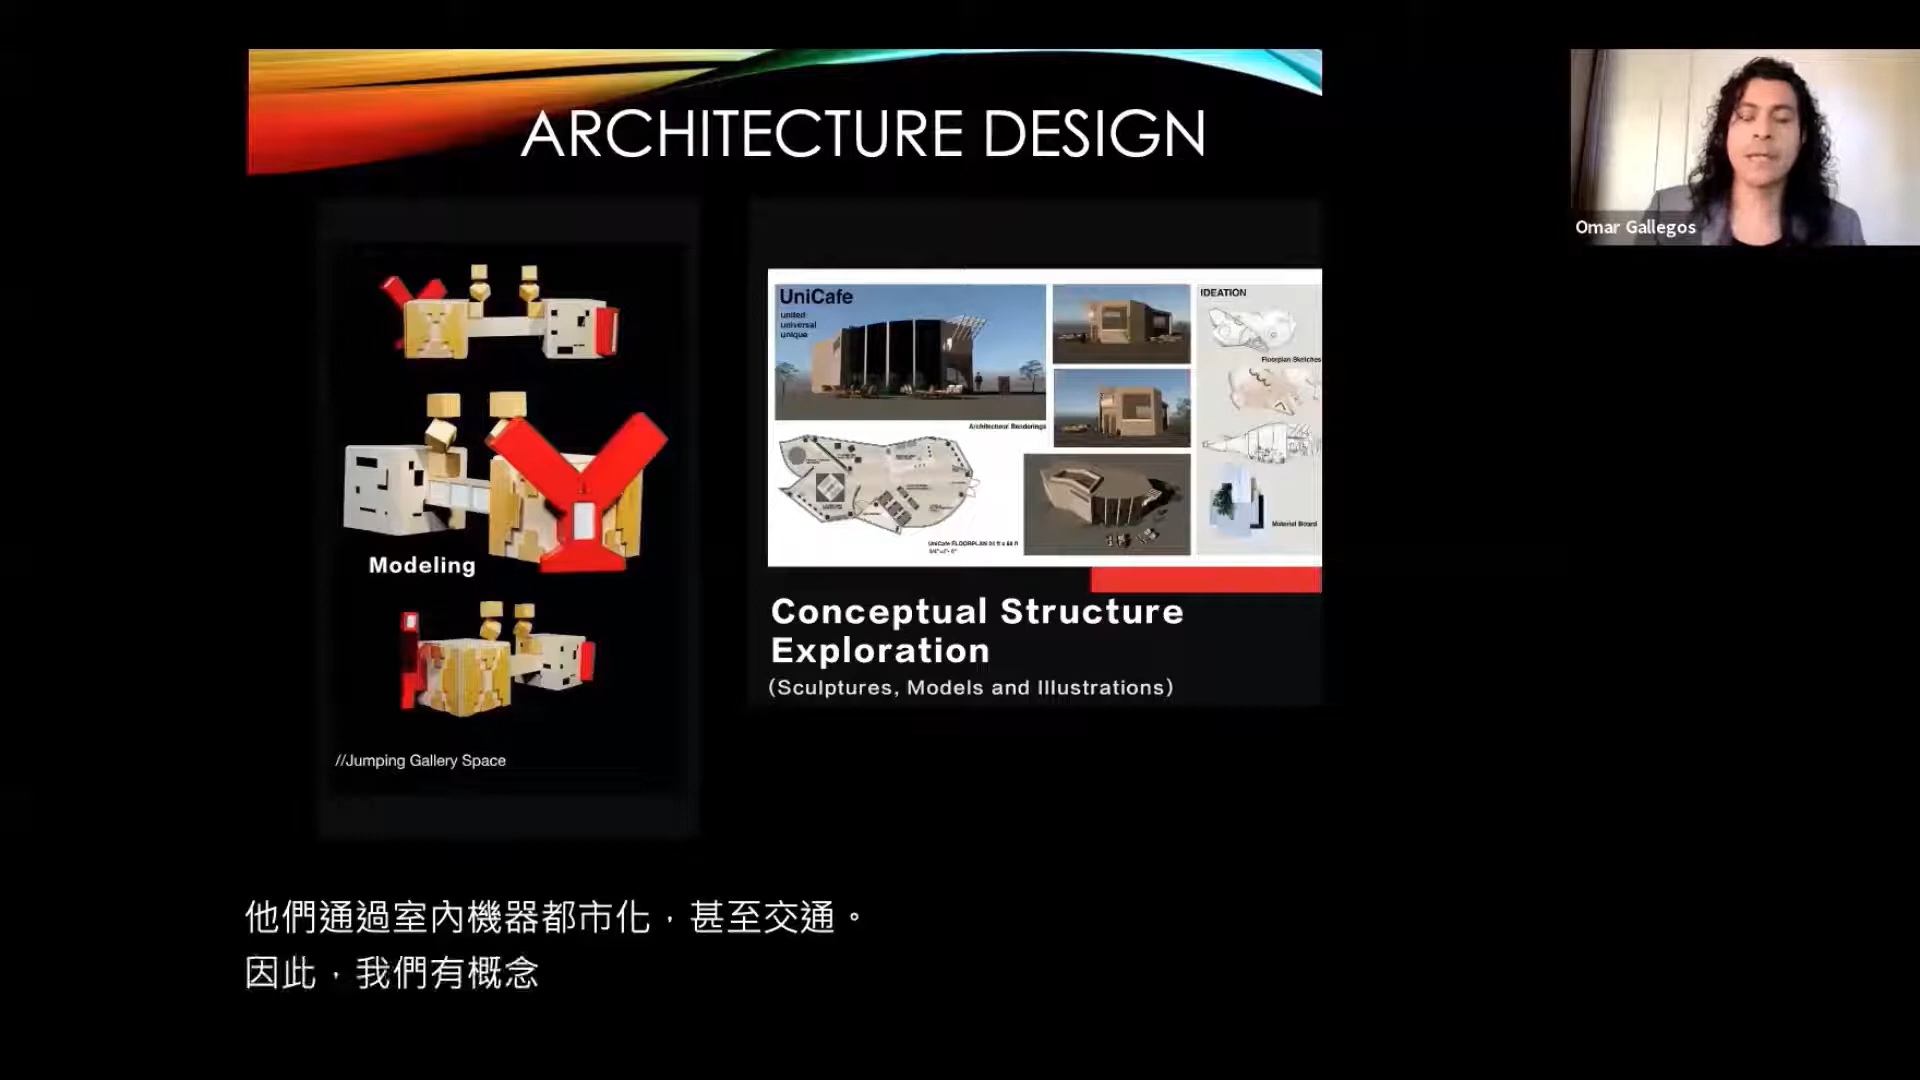 ARCHITECTURE DESIGN
Omar Gallegos
UniCafe
united
universal
unique
IDEATION
Floorplan Sketches
Architectural Renderings
Material Board
UniCafe FLOORPLAN
Modeling
Conceptual Structure
Exploration
(Sculptures, Models and Illustrations)
//Jumping Gallery Space
他們通過室內機器都市化，甚至交通。
因此，我們有概念